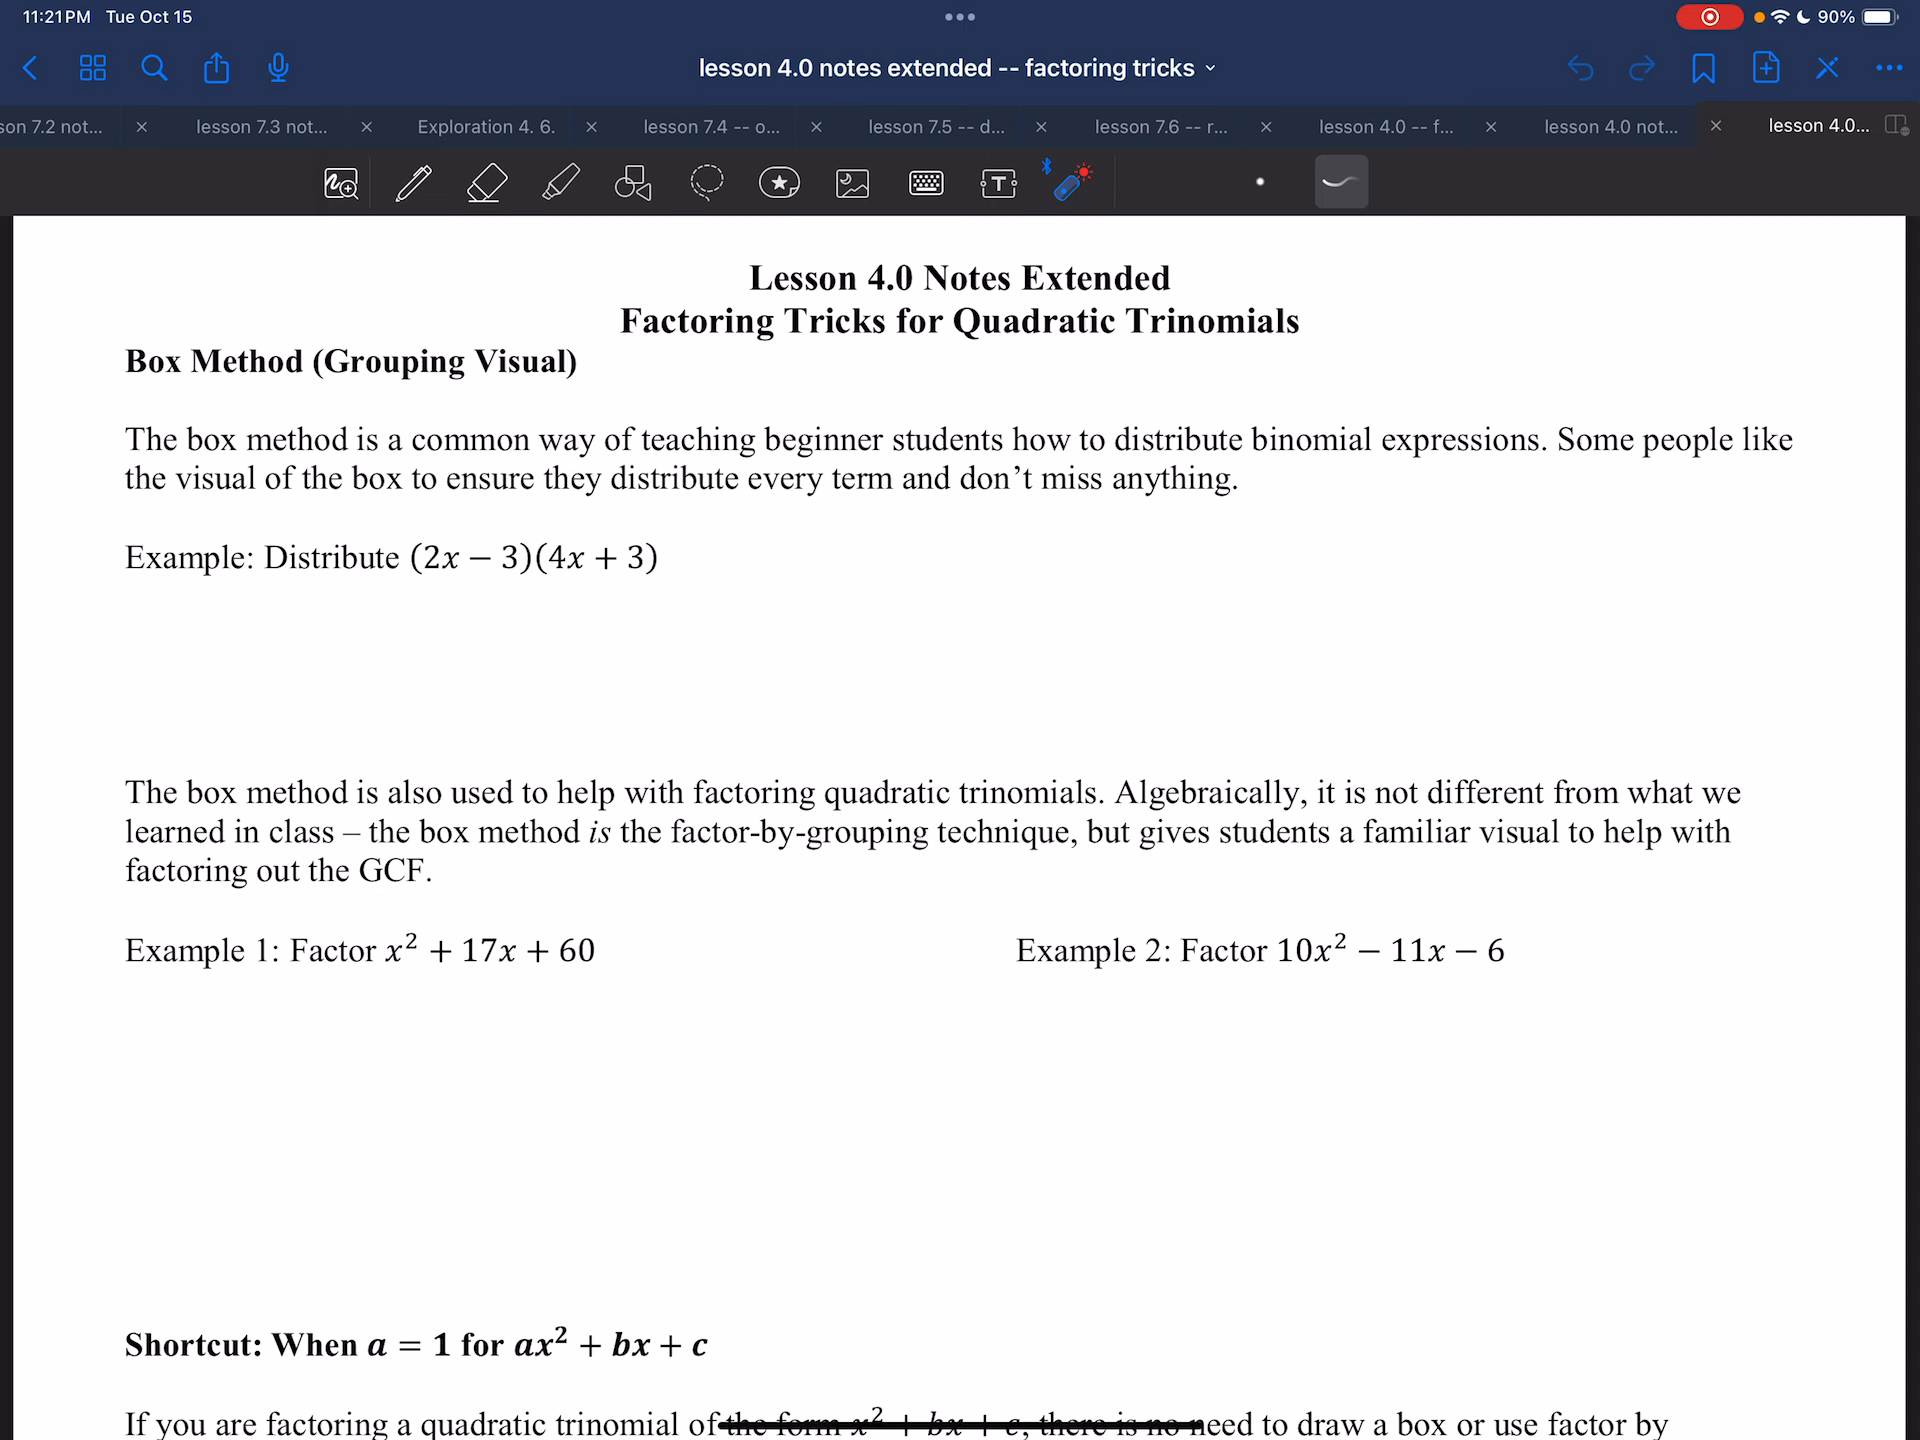 11:21 PM Tue Oct 15
90%
lesson 4.0 notes extended -- factoring tricks
son 7.2 not... lesson 7.3 not... Exploration 4. 6. lesson 7.4 -- o... lesson 7.5 -- d... lesson 7.6 -- r... lesson 4.0 -- f... lesson 4.0 not... lesson 4.0...
Lesson 4.0 Notes Extended
Factoring Tricks for Quadratic Trinomials
Box Method (Grouping Visual)
The box method is a common way of teaching beginner students how to distribute binomial expressions. Some people like
the visual of the box to ensure they distribute every term and don’t miss anything.
Example: Distribute (2x − 3)(4x + 3)
The box method is also used to help with factoring quadratic trinomials. Algebraically, it is not different from what we
learned in class – the box method is the factor-by-grouping technique, but gives students a familiar visual to help with
factoring out the GCF.
Example 1: Factor x² + 17x + 60
Example 2: Factor 10x² − 11x − 6
Shortcut: When a = 1 for ax² + bx + c
If you are factoring a quadratic trinomial of the form x² + bx + c, there is no need to draw a box or use factor by